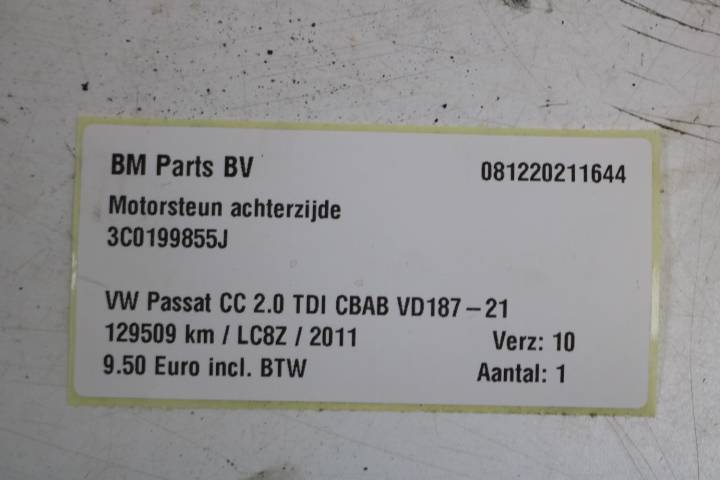 BM Parts BV 081220211644
Motorsteun achterzijde
3C0199855J
VW Passat CC 2.0 TDI CBAB VD187-21
129509 km / LC8Z / 2011 Verz: 10
9.50 Euro incl. BTW Aantal: 1